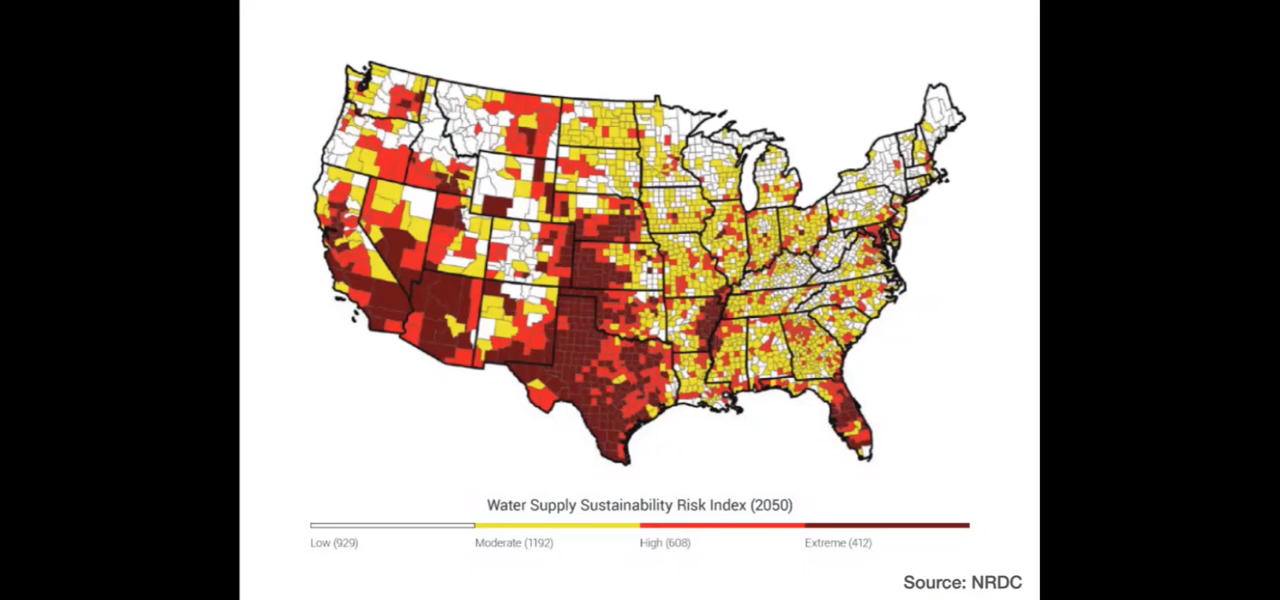 Water Supply Sustainability Risk Index (2050)
Low (929) Moderate (1192) High (608) Extreme (412)
Source: NRDC